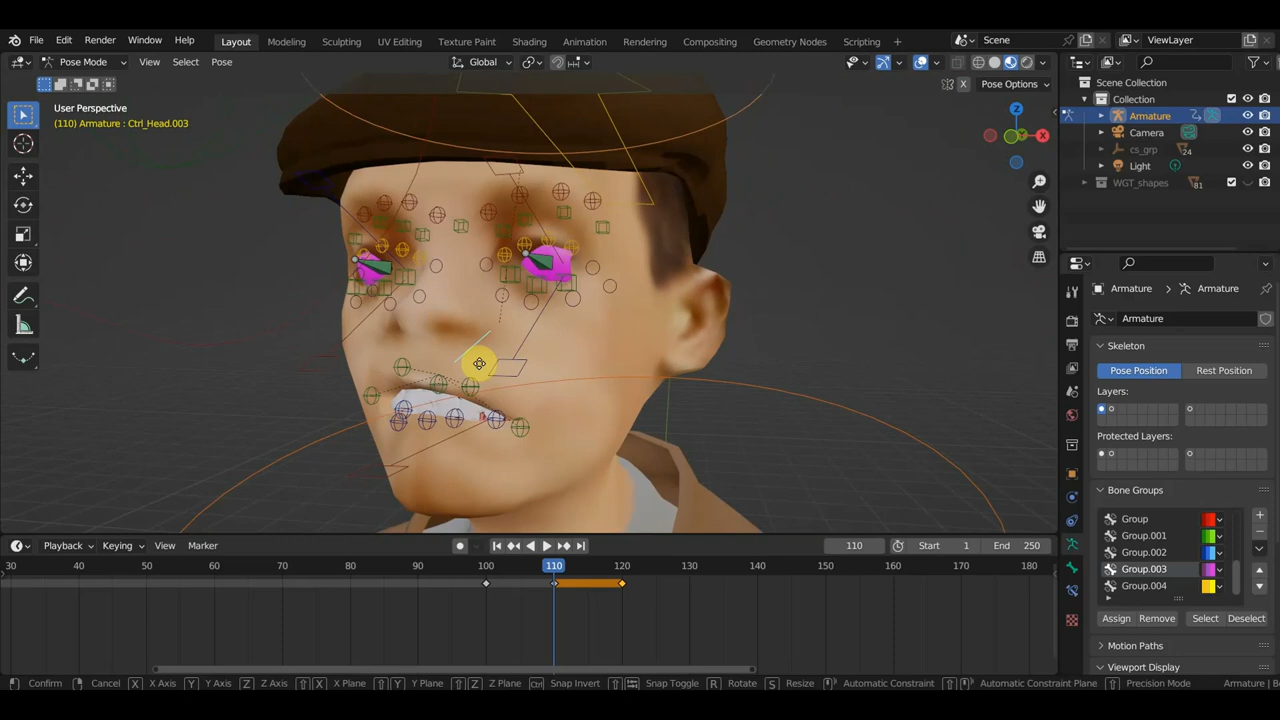 File Edit Render Window Help Layout Modeling Sculpting UV Editing Texture Paint Shading Animation Rendering Compositing Geometry Nodes Scripting + Scene ViewLayer
Pose Mode View Select Pose Global
X Pose Options
User Perspective
(110) Armature : Ctrl_Head.003
Z
Y
X
Scene Collection
Collection
Armature
Camera
cs_grp 24
Light
WGT_shapes 81
Armature > Armature
Armature
Skeleton
Pose Position Rest Position
Layers:
Protected Layers:
Bone Groups
Group
Group.001
Group.002
Group.003
Group.004
Assign Remove Select Deselect
Motion Paths
Viewport Display
Playback Keying View Marker 110 Start 1 End 250
30 50 60 70 80 90 100 110 120 130 140 150 160 170 180
Confirm Cancel X X Axis Y Y Axis Z Z Axis X X Plane Y Y Plane Z Z Plane Ctrl Snap Invert Snap Toggle R Rotate S Resize Automatic Constraint Automatic Constraint Plane Precision Mode Armature | B